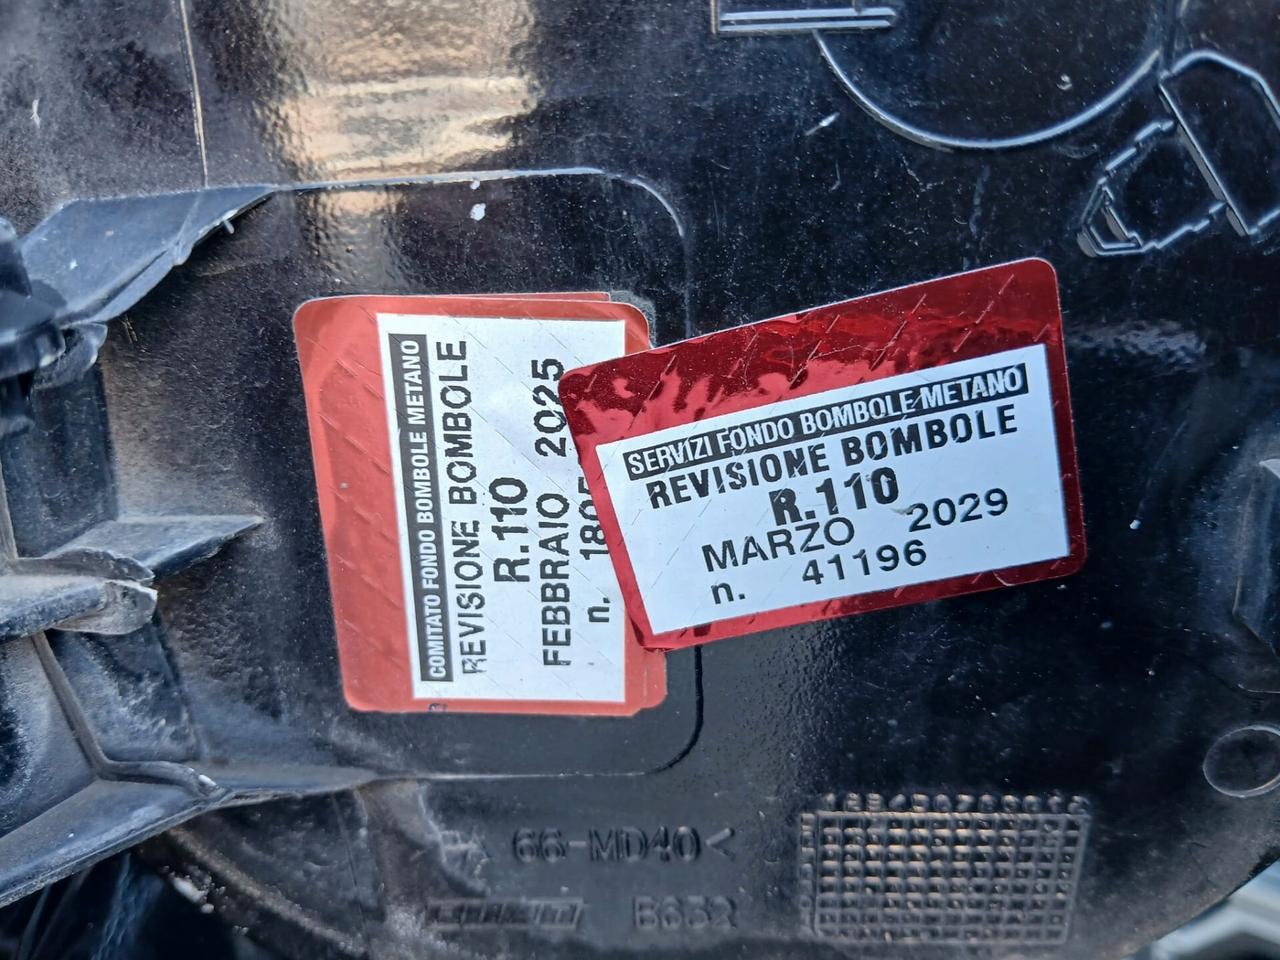 COMITATO FONDO BOMBOLE METANO
REVISIONE BOMBOLE
R.110
FEBBRAIO 2025
n.
SERVIZI FONDO BOMBOLE METANO
REVISIONE BOMBOLE
R.110
MARZO 2029
n. 41196
66-MD40<
B632